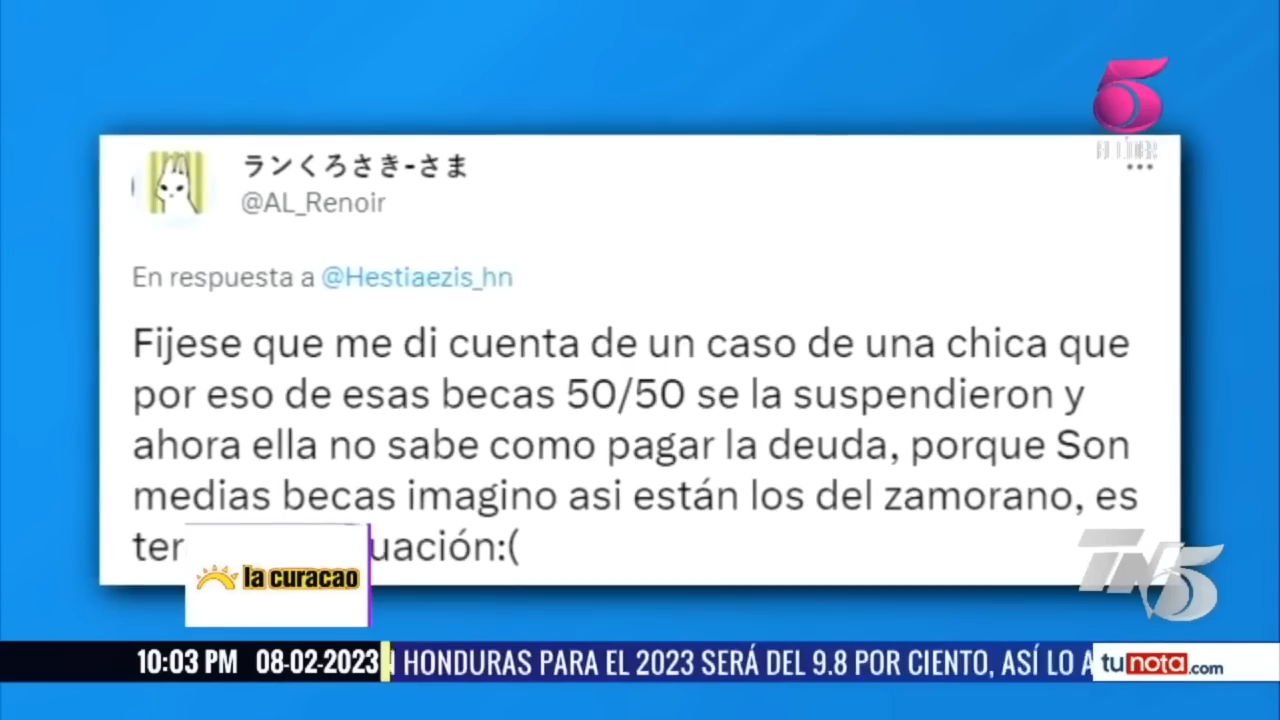 5
EL LÍDER
ランくろさき-さま
@AL_Renoir
En respuesta a @Hestiaezis_hn
Fijese que me di cuenta de un caso de una chica que
por eso de esas becas 50/50 se la suspendieron y
ahora ella no sabe como pagar la deuda, porque Son
medias becas imagino asi están los del zamorano, es
uación:(
la curacao
TN5
10:03 PM 08-02-2023 HONDURAS PARA EL 2023 SERÁ DEL 9.8 POR CIENTO, ASÍ LO A tunota.com